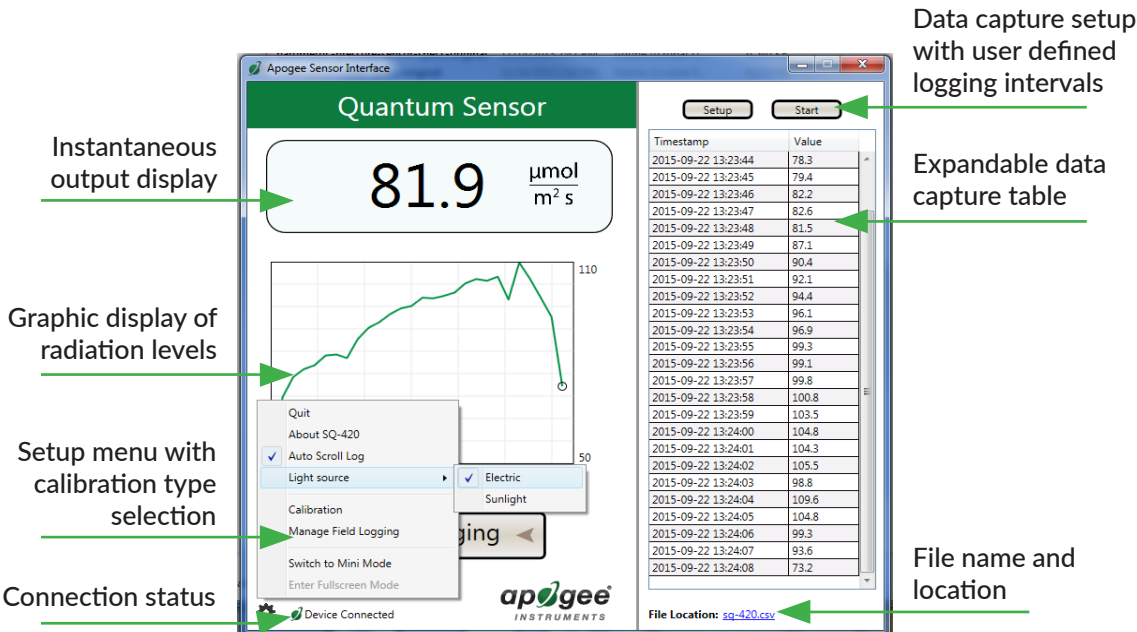 Data capture setup
with user defined
logging intervals
Apogee Sensor Interface
Quantum Sensor
Setup
Start
Instantaneous
output display
81.9
µmol
m² s
Timestamp Value
2015-09-22 13:23:44 78.3
2015-09-22 13:23:45 79.4
2015-09-22 13:23:46 82.2
2015-09-22 13:23:47 82.6
2015-09-22 13:23:48 81.5
2015-09-22 13:23:49 87.1
2015-09-22 13:23:50 90.4
2015-09-22 13:23:51 92.1
2015-09-22 13:23:52 94.4
2015-09-22 13:23:53 96.1
2015-09-22 13:23:54 96.9
2015-09-22 13:23:55 99.3
2015-09-22 13:23:56 99.1
2015-09-22 13:23:57 99.8
2015-09-22 13:23:58 100.8
2015-09-22 13:23:59 103.5
2015-09-22 13:24:00 104.8
2015-09-22 13:24:01 104.3
2015-09-22 13:24:02 105.5
2015-09-22 13:24:03 98.8
2015-09-22 13:24:04 109.6
2015-09-22 13:24:05 104.8
2015-09-22 13:24:06 99.3
2015-09-22 13:24:07 93.6
2015-09-22 13:24:08 73.2
Expandable data
capture table
110
50
Graphic display of
radiation levels
Quit
About SQ-420
Auto Scroll Log
Light source
Electric
Sunlight
Calibration
Manage Field Logging
Switch to Mini Mode
Enter Fullscreen Mode
ging
Setup menu with
calibration type
selection
Connection status
Device Connected
apogee
INSTRUMENTS
File Location: sq-420.csv
File name and
location